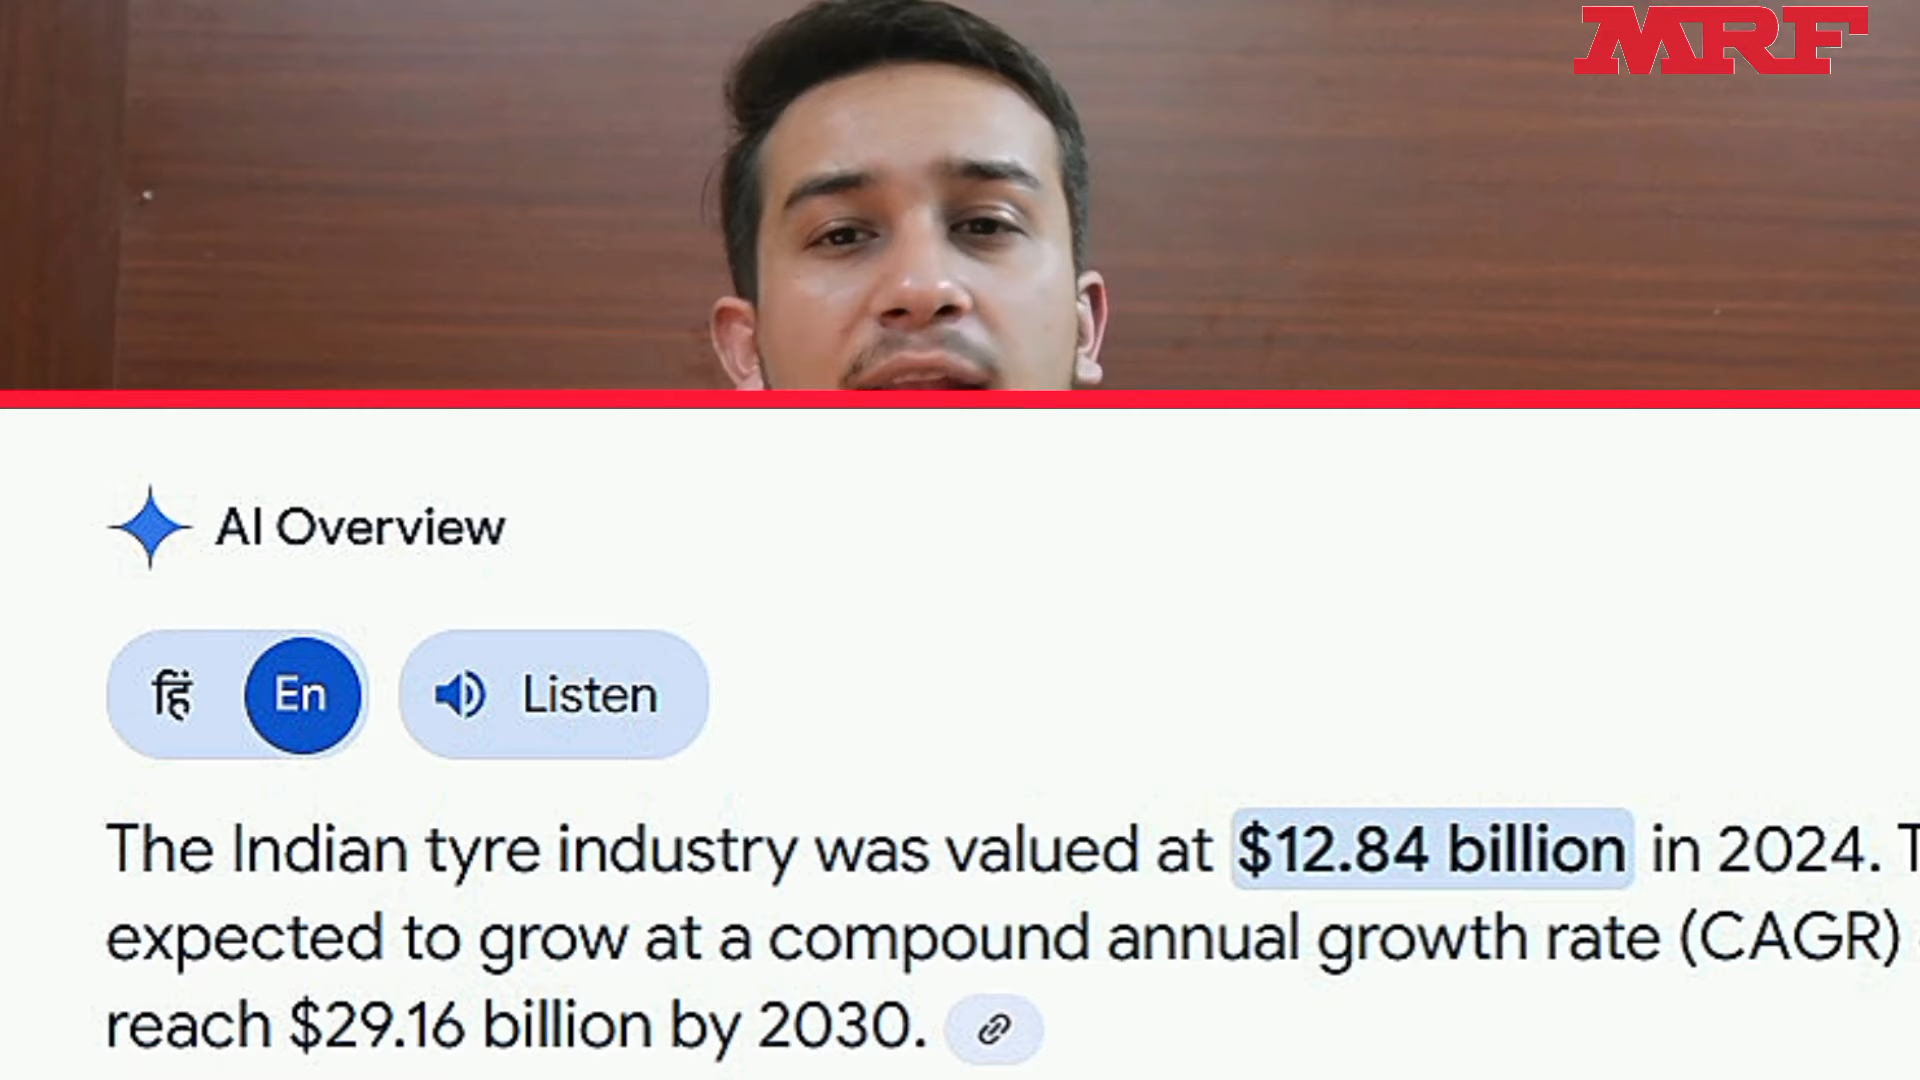 MRF
AI Overview
हिं
En
Listen
The Indian tyre industry was valued at $12.84 billion in 2024.
expected to grow at a compound annual growth rate (CAGR)
reach $29.16 billion by 2030.